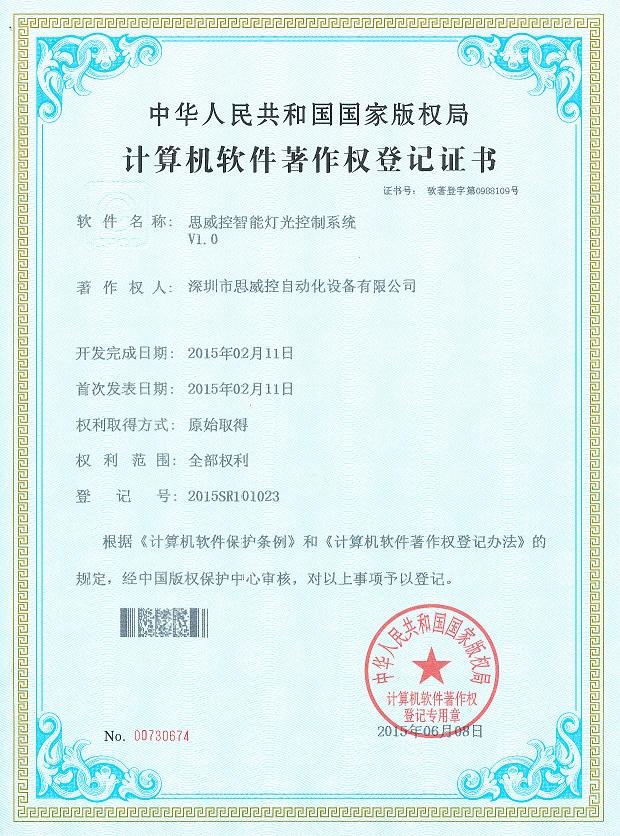 中华人民共和国国家版权局
计算机软件著作权登记证书
证书号： 软著登字第0988109号
软件名称： 思威控智能灯光控制系统
V1.0
著作权人： 深圳市思威控自动化设备有限公司
开发完成日期： 2015年02月11日
首次发表日期： 2015年02月11日
权利取得方式： 原始取得
权利范围： 全部权利
登记号： 2015SR101023
根据《计算机软件保护条例》和《计算机软件著作权登记办法》的
规定，经中国版权保护中心审核，对以上事项予以登记。
中华人民共和国国家版权局
计算机软件著作权
登记专用章
2015年06月08日
No. 00730674